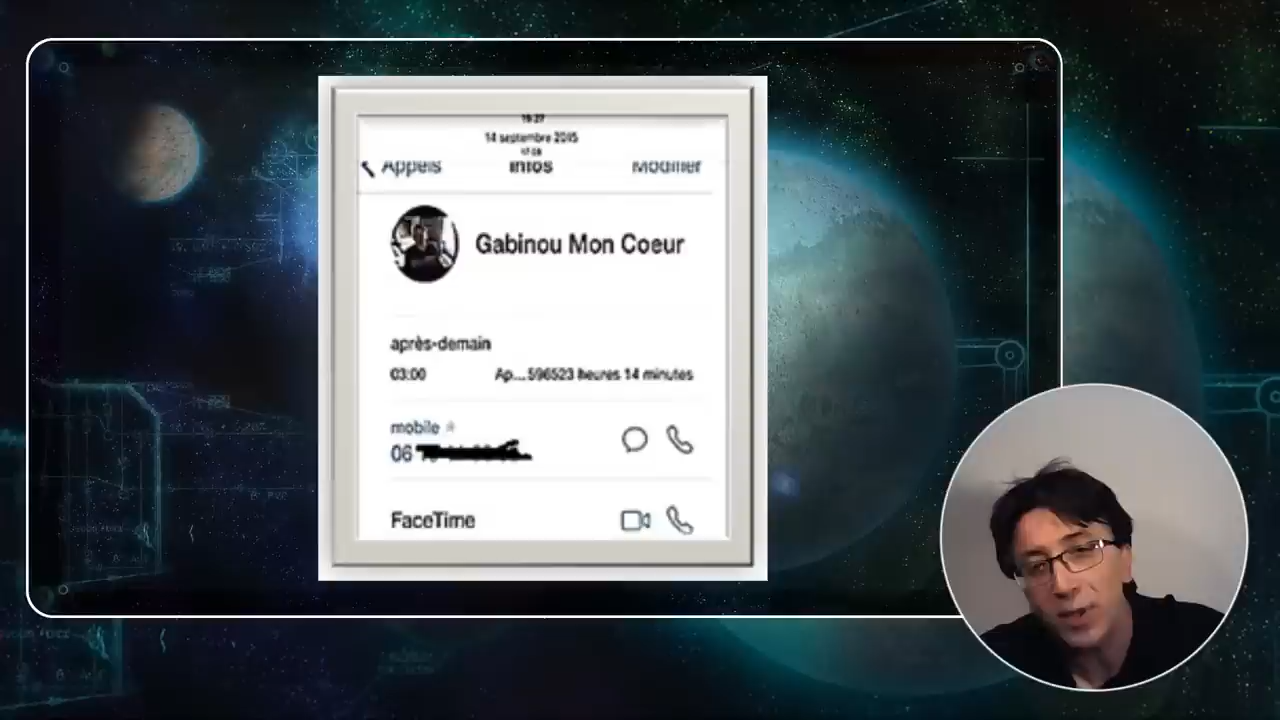 14 septembre 2015
Appels
Infos
Modifier
Gabinou Mon Coeur
après-demain
03:00
Ap...596523 heures 14 minutes
mobile
06
FaceTime